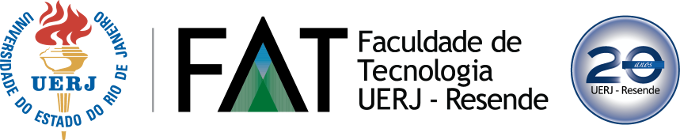 UNIVERSIDADE DO ESTADO DO RIO DE JANEIRO
UERJ
FAT
Faculdade de
Tecnologia
UERJ - Resende
20
anos
UERJ - Resende